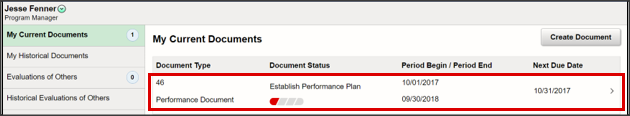 Jesse Fenner
Program Manager
My Current Documents 1
My Historical Documents
Evaluations of Others 0
Historical Evaluations of Others
My Current Documents
Create Document
Document Type Document Status Period Begin / Period End Next Due Date
46 Establish Performance Plan 10/01/2017 10/31/2017
Performance Document 09/30/2018